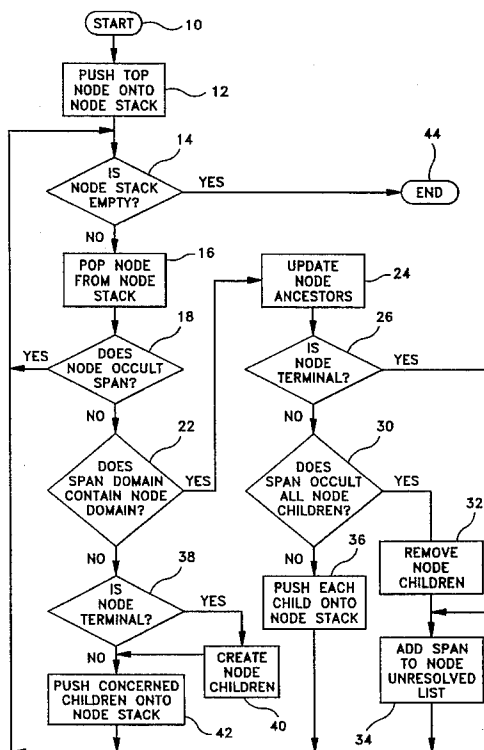 START
10
PUSH TOP
NODE ONTO
NODE STACK
12
14
IS
NODE STACK
EMPTY?
YES
44
END
NO
16
POP NODE
FROM NODE
STACK
UPDATE
NODE
ANCESTORS
24
18
YES
DOES
NODE OCCULT
SPAN?
26
IS
NODE
TERMINAL?
YES
NO
NO
22
DOES
SPAN DOMAIN
CONTAIN NODE
DOMAIN?
YES
30
DOES
SPAN OCCULT
ALL NODE
CHILDREN?
YES
32
REMOVE
NODE
CHILDREN
NO
NO
38
IS
NODE
TERMINAL?
YES
36
PUSH EACH
CHILD ONTO
NODE STACK
NO
CREATE
NODE
CHILDREN
40
ADD SPAN
TO NODE
UNRESOLVED
LIST
34
PUSH CONCERNED
CHILDREN ONTO
NODE STACK
42